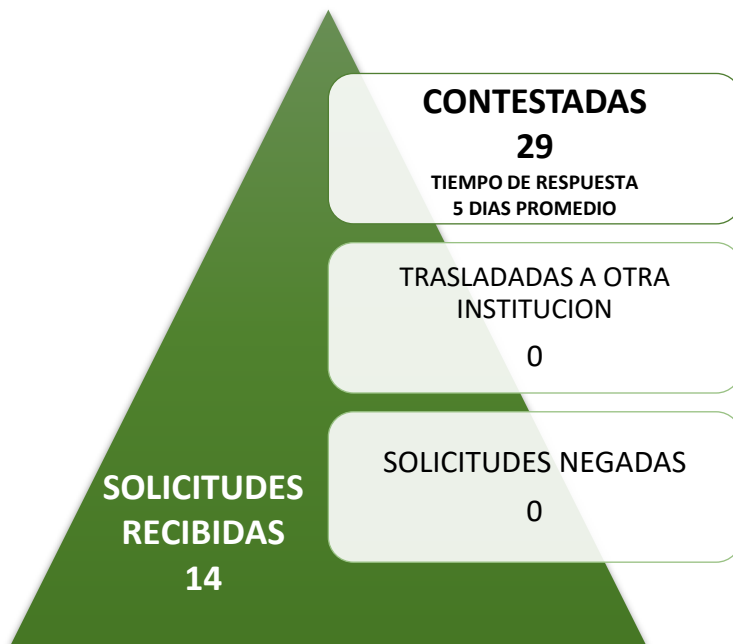 CONTESTADAS
29
TIEMPO DE RESPUESTA
5 DIAS PROMEDIO
TRASLADADAS A OTRA
INSTITUCION
0
SOLICITUDES NEGADAS
0
SOLICITUDES
RECIBIDAS
14